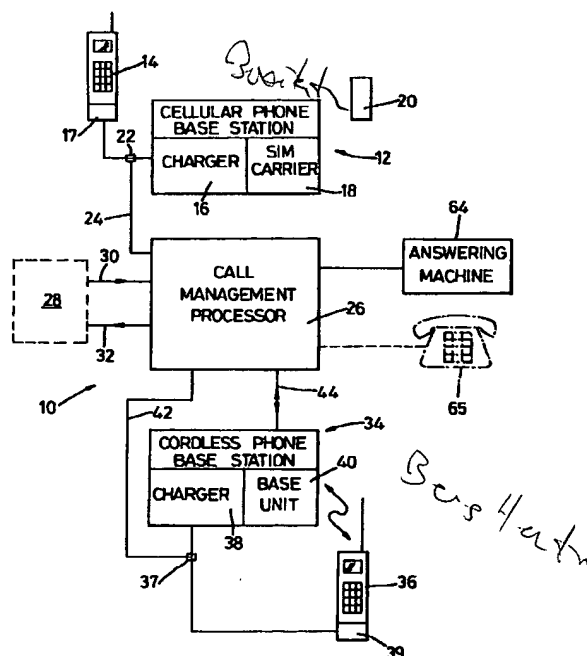 14
20
CELLULAR PHONE
BASE STATION
17
22
12
CHARGER
SIM
CARRIER
16
18
24
64
30
CALL
MANAGEMENT
PROCESSOR
ANSWERING
MACHINE
28
26
32
10
65
42
44
34
CORDLESS PHONE
BASE STATION
40
CHARGER
BASE
UNIT
38
37
36
39